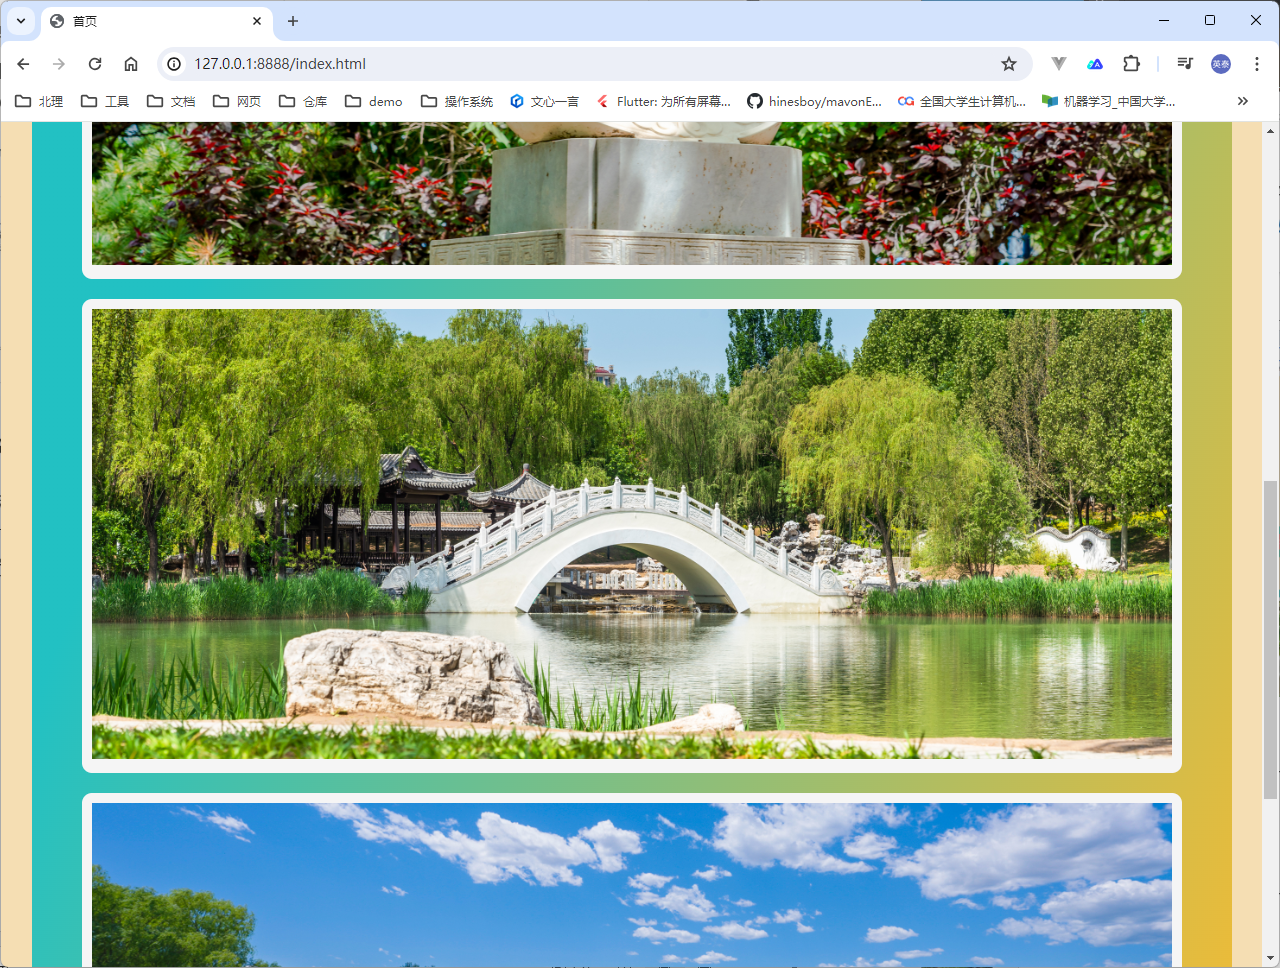 首页
127.0.0.1:8888/index.html
英泰
北理 工具 文档 网页 仓库 demo 操作系统 文心一言 Flutter: 为所有屏幕... hinesboy/mavonE... 全国大学生计算机... 机器学习_中国大学...